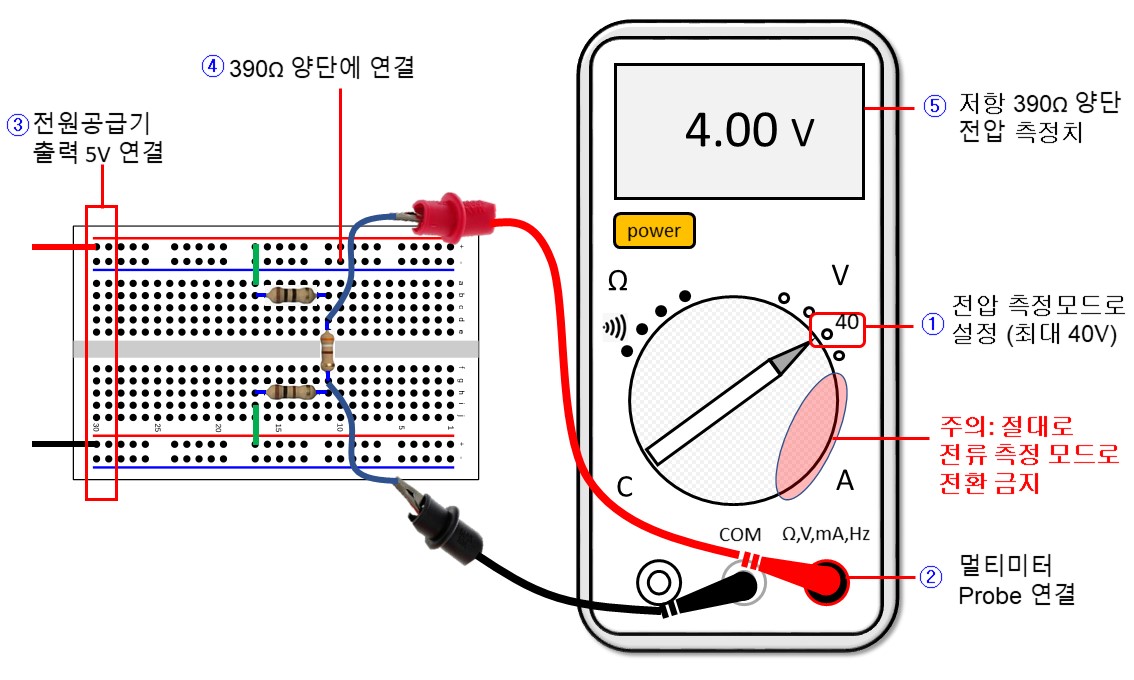 ④ 390Ω 양단에 연결
③ 전원공급기
출력 5V 연결
4.00 V
⑤ 저항 390Ω 양단
전압 측정치
power
Ω
V
40
① 전압 측정모드로
설정 (최대 40V)
주의: 절대로
전류 측정 모드로
전환 금지
C
A
COM
Ω,V,mA,Hz
② 멀티미터
Probe 연결
+
-
a
b
c
d
e
f
g
h
i
j
30
25
20
15
10
5
1
+
-